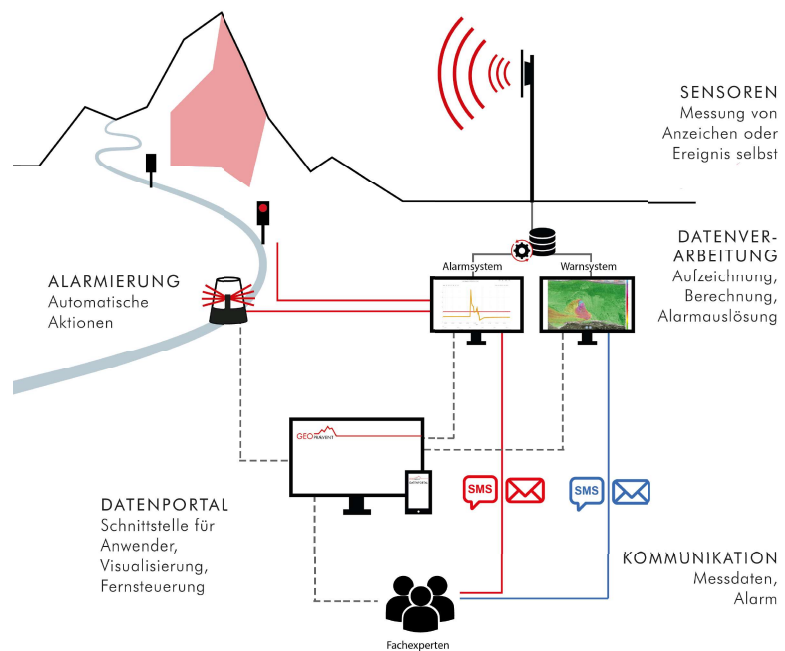 SENSOREN
Messung von
Anzeichen oder
Ereignis selbst
DATENVER-
ARBEITUNG
Aufzeichnung,
Berechnung,
Alarmauslösung
Alarmsystem
Warnsystem
ALARMIERUNG
Automatische
Aktionen
GEOPRAEVENT
DATENPORTAL
SMS
SMS
DATENPORTAL
Schnittstelle für
Anwender,
Visualisierung,
Fernsteuerung
KOMMUNIKATION
Messdaten,
Alarm
Fachexperten